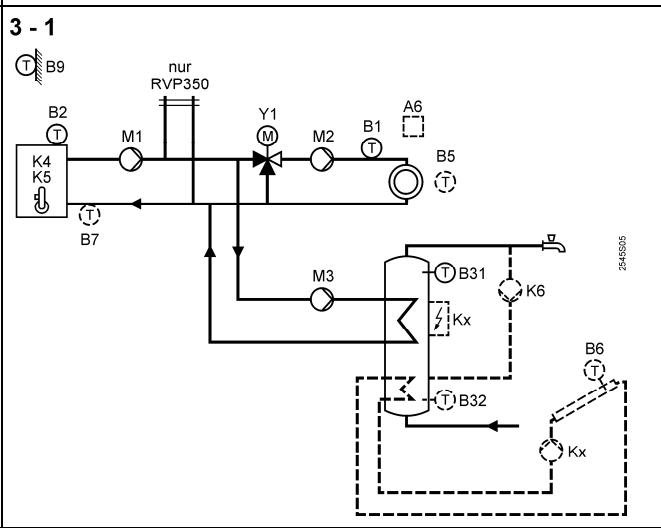 3 - 1
T B9
nur
RVP350
A6
B2
T
M1
Y1
M
M2
B1
T
B5
T
K4
K5
T
B7
M3
T B31
K6
Kx
2545S05
B6
T
T B32
Kx